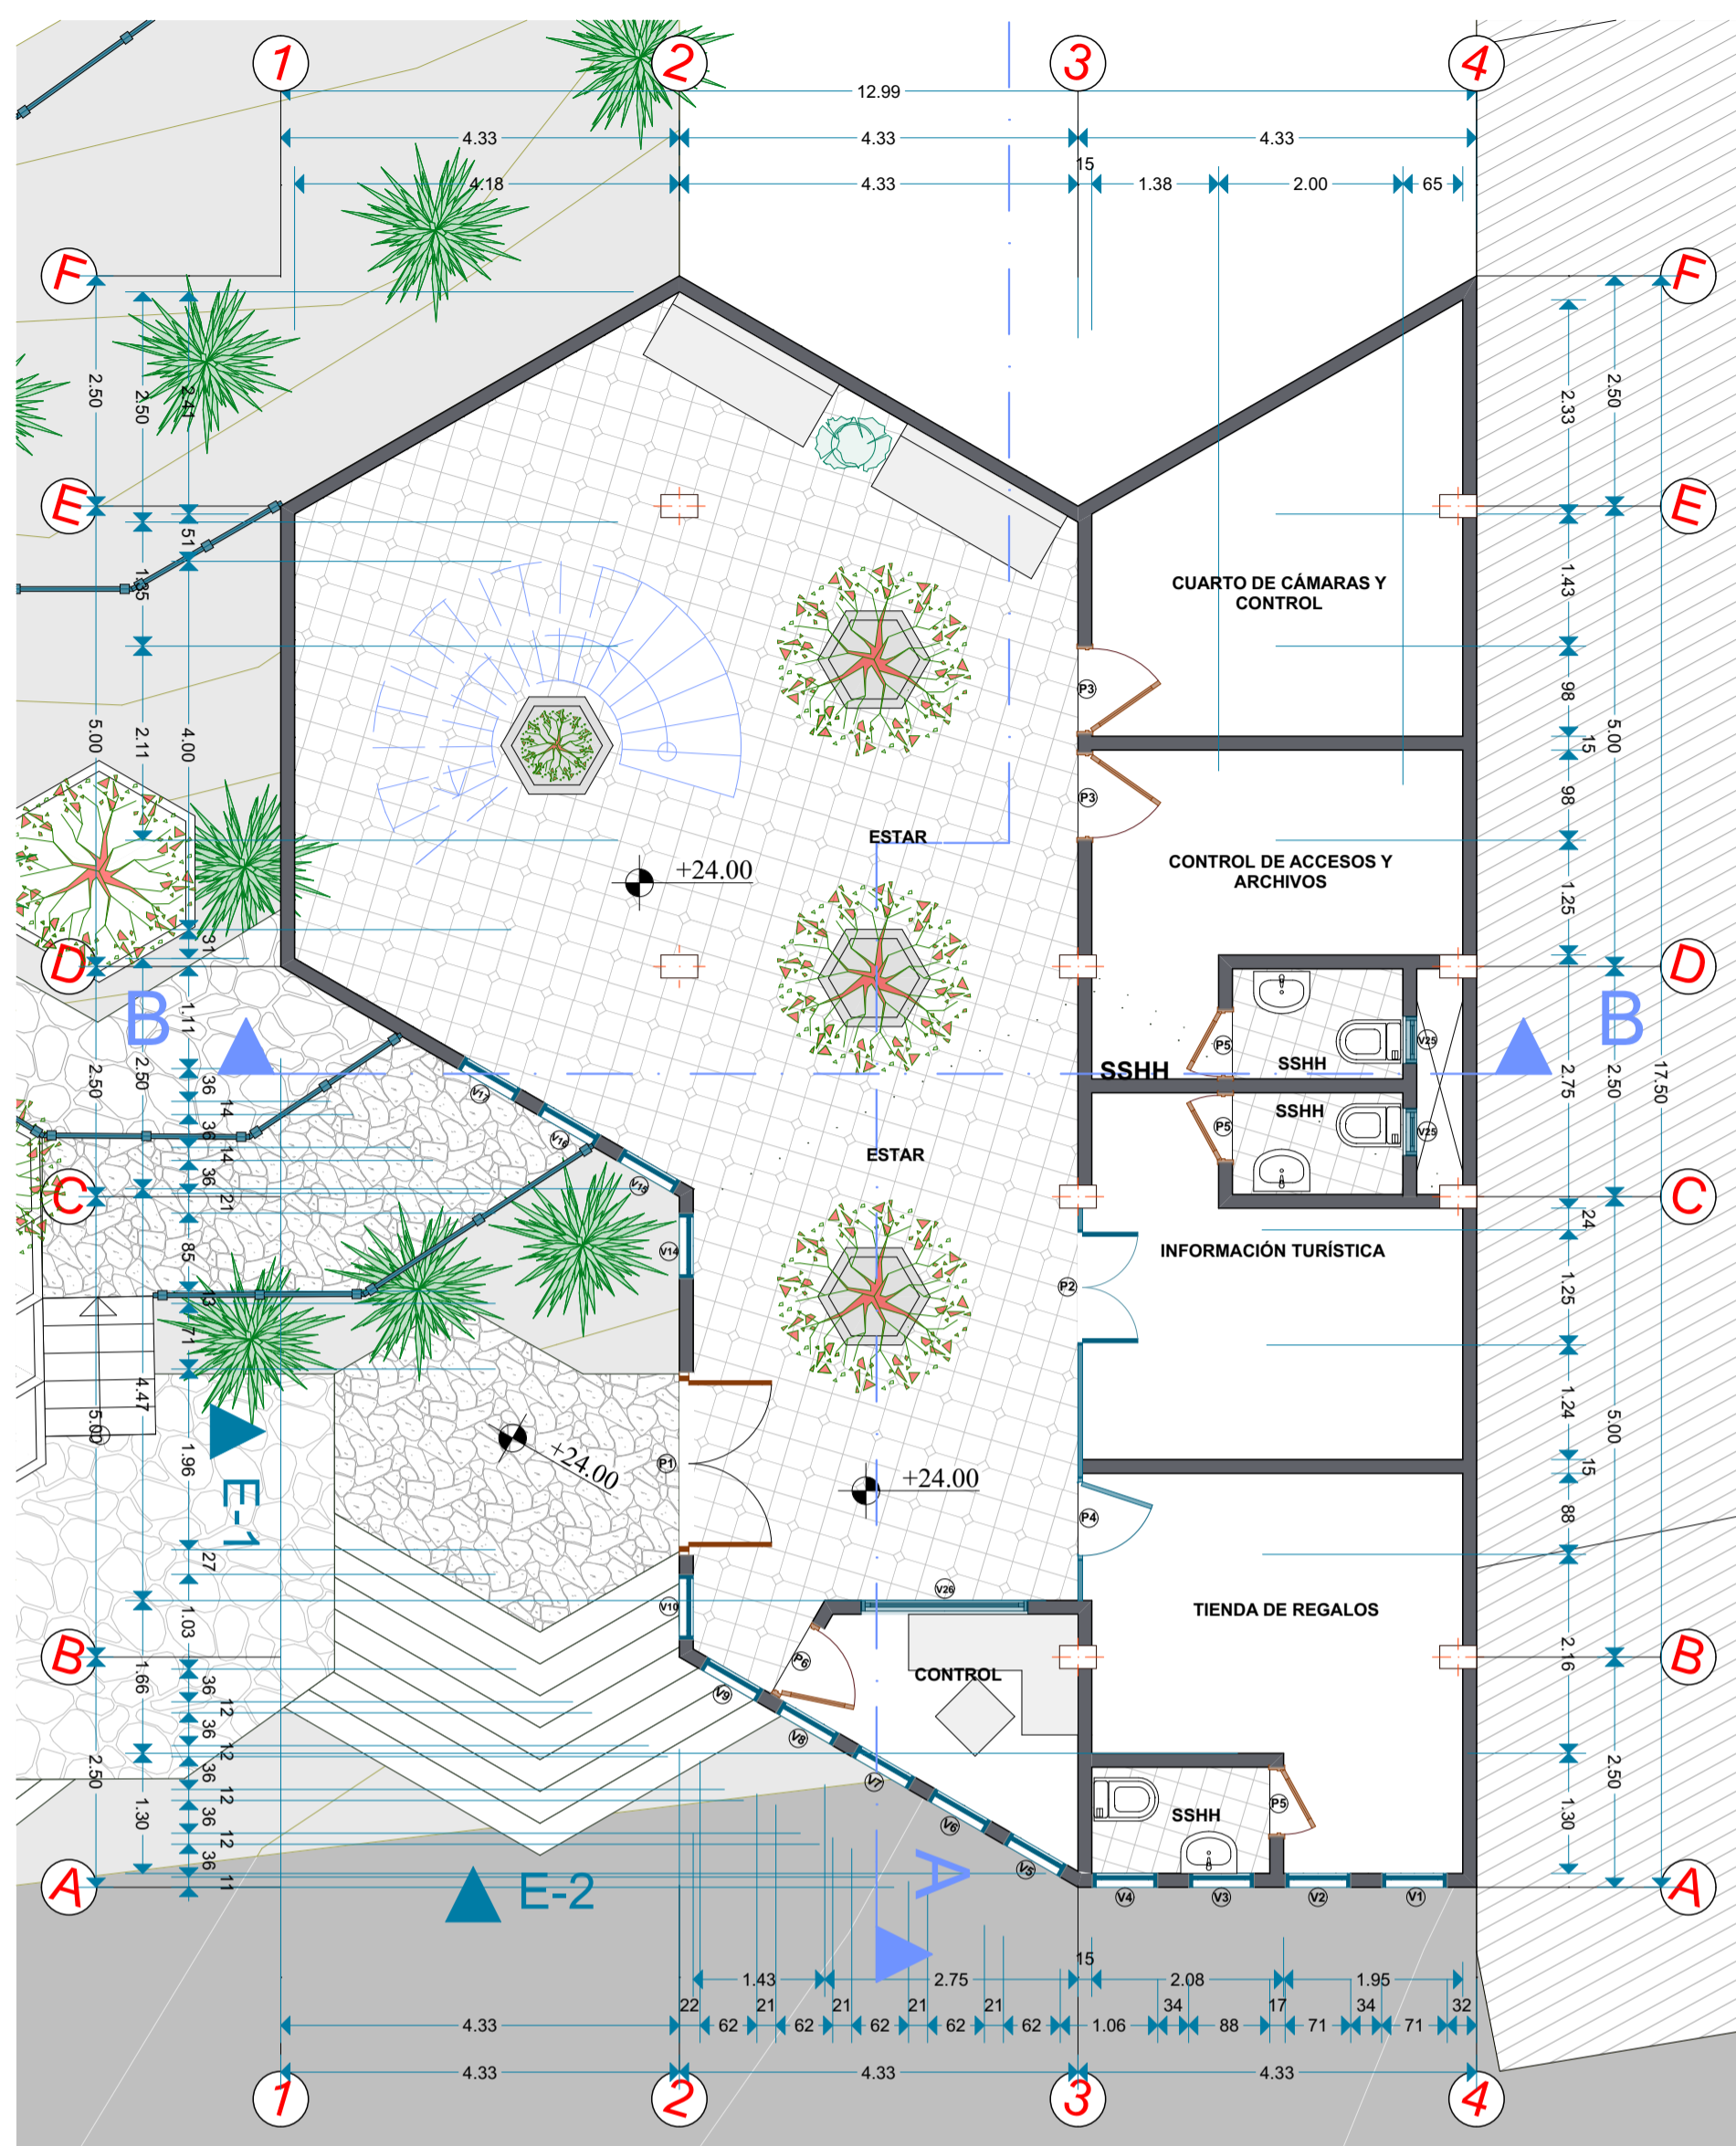 1 2 3 4
12.99
4.33 4.33 4.33
15
4.18 4.33 1.38 2.00 65
F F
E E
D D
C C
B B
A A
2.50
5.00
2.50
5.00
2.50
2.50
1.35
2.11
2.50
4.47
1.66
1.30
2.41
51
4.00
31
1.11
36
14
36
14
36
21
85
13
71
1.96
27
1.03
36
12
36
12
36
12
36
12
36
11
2.33
1.43
98
15
98
1.25
2.75
24
1.25
1.24
15
88
2.16
1.30
2.50
5.00
2.50
5.00
2.50
17.50
CUARTO DE CÁMARAS Y
CONTROL
P3
P3
ESTAR
+24.00
CONTROL DE ACCESOS Y
ARCHIVOS
B B
P5
SSHH
V25
SSHH
SSHH
P5
V25
V17
V16
V15
ESTAR
V14
INFORMACIÓN TURÍSTICA
P2
E-1
+24.00
P1
+24.00
P4
V26
V10
TIENDA DE REGALOS
P6
CONTROL
V9
V8
V7
V6
V5
SSHH
P5
A
E-2
V4 V3 V2 V1
15
1.43 2.75 2.08 1.95
22 21 21 21 21 34 17 34 32
4.33 62 62 62 62 62 1.06 88 71 71
4.33 4.33 4.33
1 2 3 4